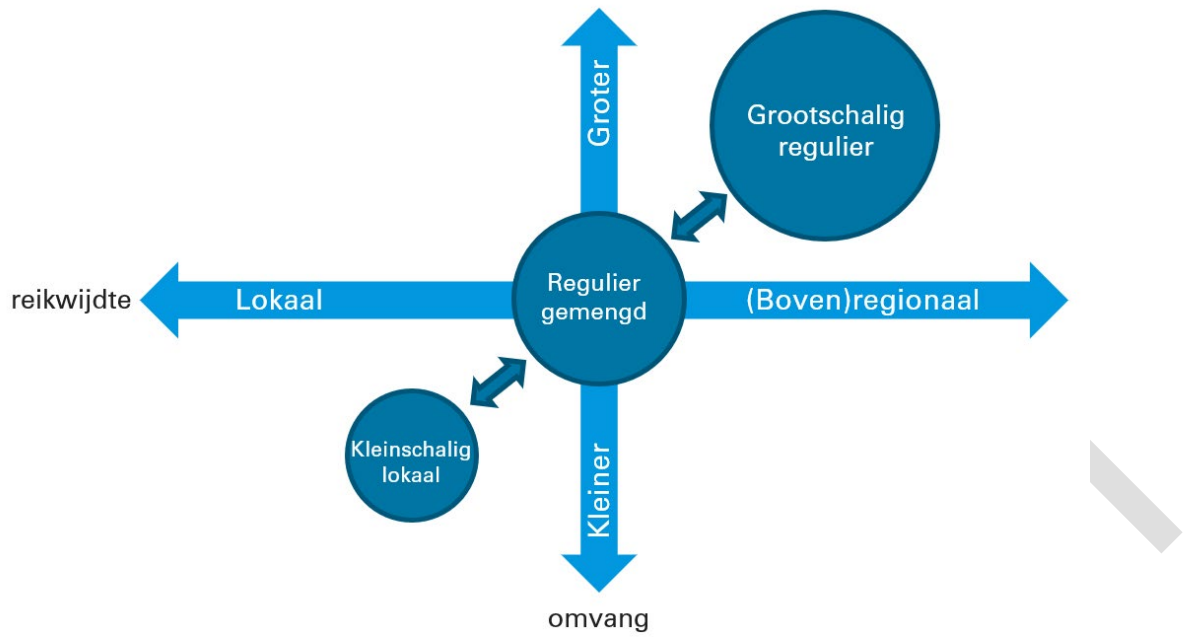 Groter
Grootschalig
regulier
reikwijdte
Lokaal
Regulier
gemengd
(Boven)regionaal
Kleinschalig
lokaal
Kleiner
omvang